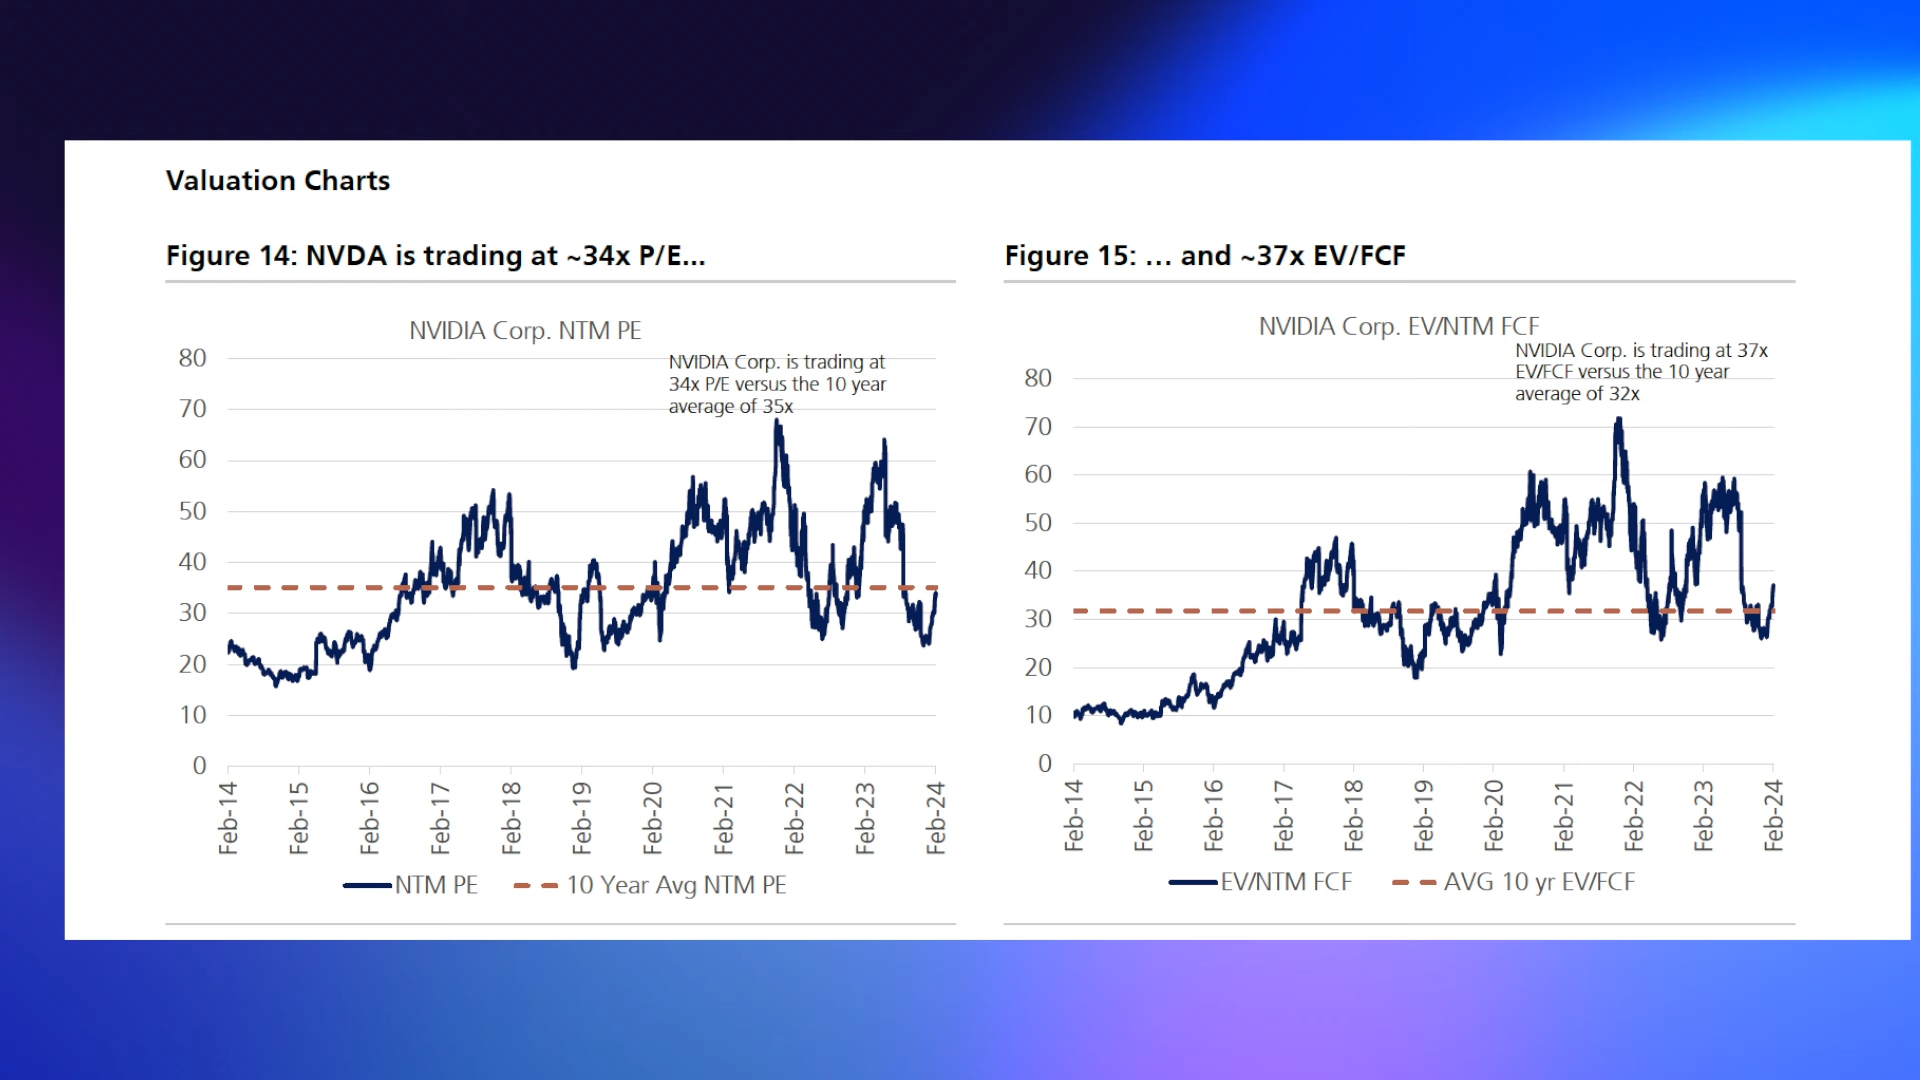 Valuation Charts
Figure 14: NVDA is trading at ~34x P/E...
NVIDIA Corp. NTM PE
NVIDIA Corp. is trading at
34x P/E versus the 10 year
average of 35x
80
70
60
50
40
30
20
10
0
Feb-14
Feb-15
Feb-16
Feb-17
Feb-18
Feb-19
Feb-20
Feb-21
Feb-22
Feb-23
Feb-24
NTM PE
10 Year Avg NTM PE
Figure 15: ... and ~37x EV/FCF
NVIDIA Corp. EV/NTM FCF
NVIDIA Corp. is trading at 37x
EV/FCF versus the 10 year
average of 32x
80
70
60
50
40
30
20
10
0
Feb-14
Feb-15
Feb-16
Feb-17
Feb-18
Feb-19
Feb-20
Feb-21
Feb-22
Feb-23
Feb-24
EV/NTM FCF
AVG 10 yr EV/FCF